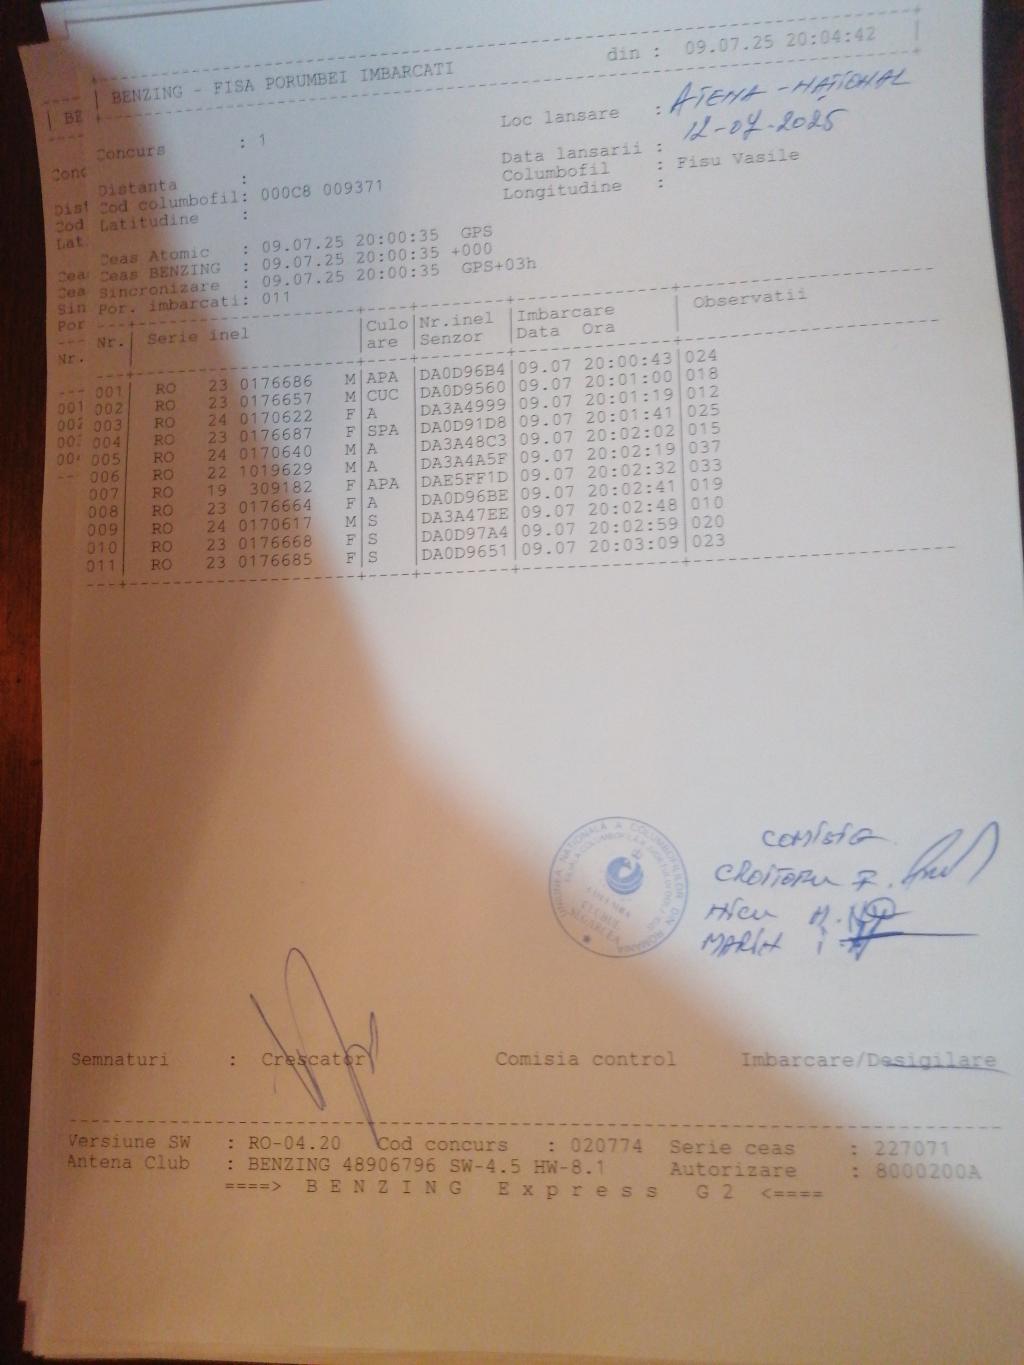 BENZING - FISA PORUMBEI IMBARCATI din : 09.07.25 20:04:42
Concurs : 1 Loc lansare : ATENA - NAȚIONAL
12-07-2025
Distanta : Data lansarii :
Cod columbofil: 000C8 009371 Columbofil : Fisu Vasile
Latitudine : Longitudine :
Ceas Atomic : 09.07.25 20:00:35 GPS
Ceas BENZING : 09.07.25 20:00:35 +000
Sincronizare : 09.07.25 20:00:35 GPS+03h
Por. imbarcati: 011
Nr. Serie inel Culo Nr.inel Imbarcare Observatii
are Senzor Data Ora
001 RO 23 0176686 M APA DA0D96B4 09.07 20:00:43 024
002 RO 23 0176657 M CUC DA0D9560 09.07 20:01:00 018
003 RO 24 0170622 F A DA3A4999 09.07 20:01:19 012
004 RO 23 0176687 F SPA DA0D91D8 09.07 20:01:41 025
005 RO 24 0170640 M A DA3A48C3 09.07 20:02:02 015
006 RO 22 1019629 M A DA3A4A5F 09.07 20:02:19 037
007 RO 19 309182 F APA DAE5FF1D 09.07 20:02:32 033
008 RO 23 0176664 F A DA0D96BE 09.07 20:02:41 019
009 RO 24 0170617 M S DA3A47EE 09.07 20:02:48 010
010 RO 23 0176668 F S DA0D97A4 09.07 20:02:59 020
011 RO 23 0176685 F S DA0D9651 09.07 20:03:09 023
COMISIA
CROITORU F.
NICU M.
MARIN I.
UNIUNEA NAȚIONALĂ A COLUMBOFILILOR DIN ROMANIA
Semnaturi : Crescator Comisia control Imbarcare/Desigilare
Versiune SW : RO-04.20 Cod concurs : 020774 Serie ceas : 227071
Antena Club : BENZING 48906796 SW-4.5 HW-8.1 Autorizare : 8000200A
====> B E N Z I N G E x p r e s s G 2 <====